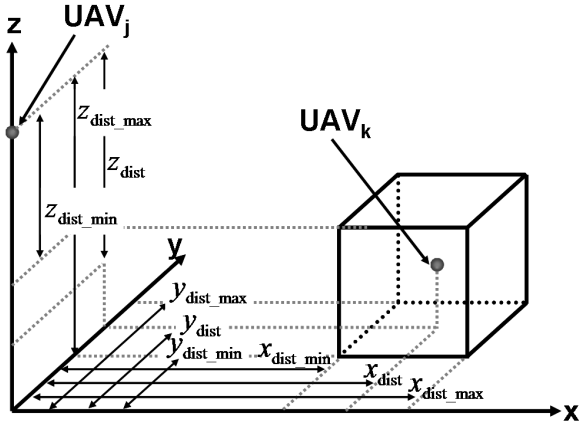 z
UAVj
zdist_max
UAVk
zdist
zdist_min
y
ydist_max
ydist
ydist_min
xdist_min
xdist
xdist_max
x